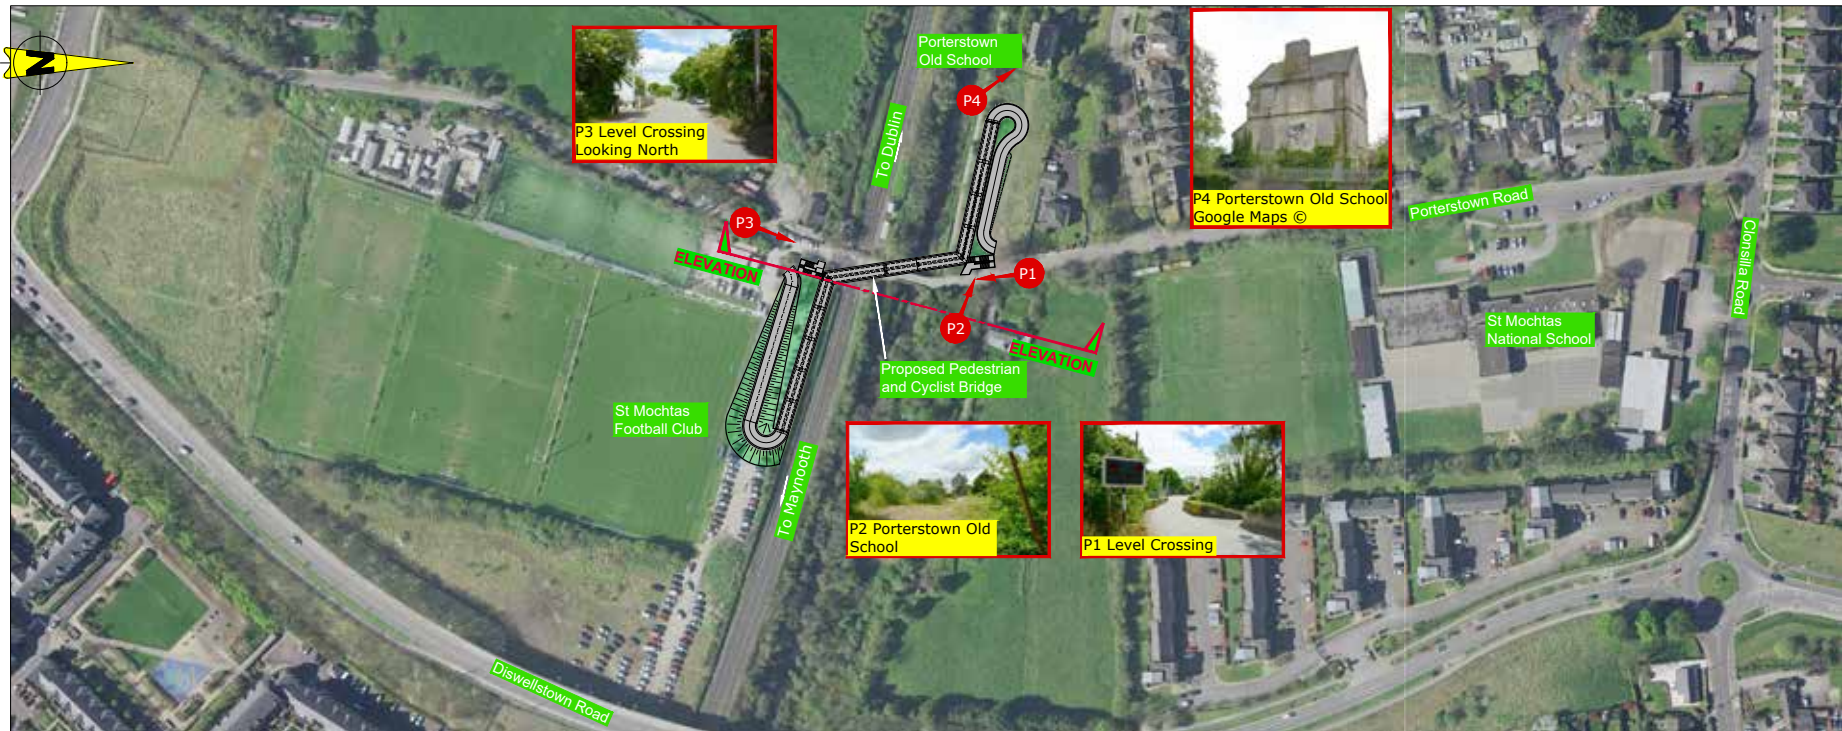 N
P3 Level Crossing
Looking North
To Dublin
Porterstown
Old School
P4
P4 Porterstown Old School
Google Maps ©
Porterstown Road
Clonsilla Road
P3
ELEVATION
P1
P2
ELEVATION
St Mochtas
National School
Proposed Pedestrian
and Cyclist Bridge
St Mochtas
Football Club
To Maynooth
P2 Porterstown Old
School
P1 Level Crossing
Diswellstown Road